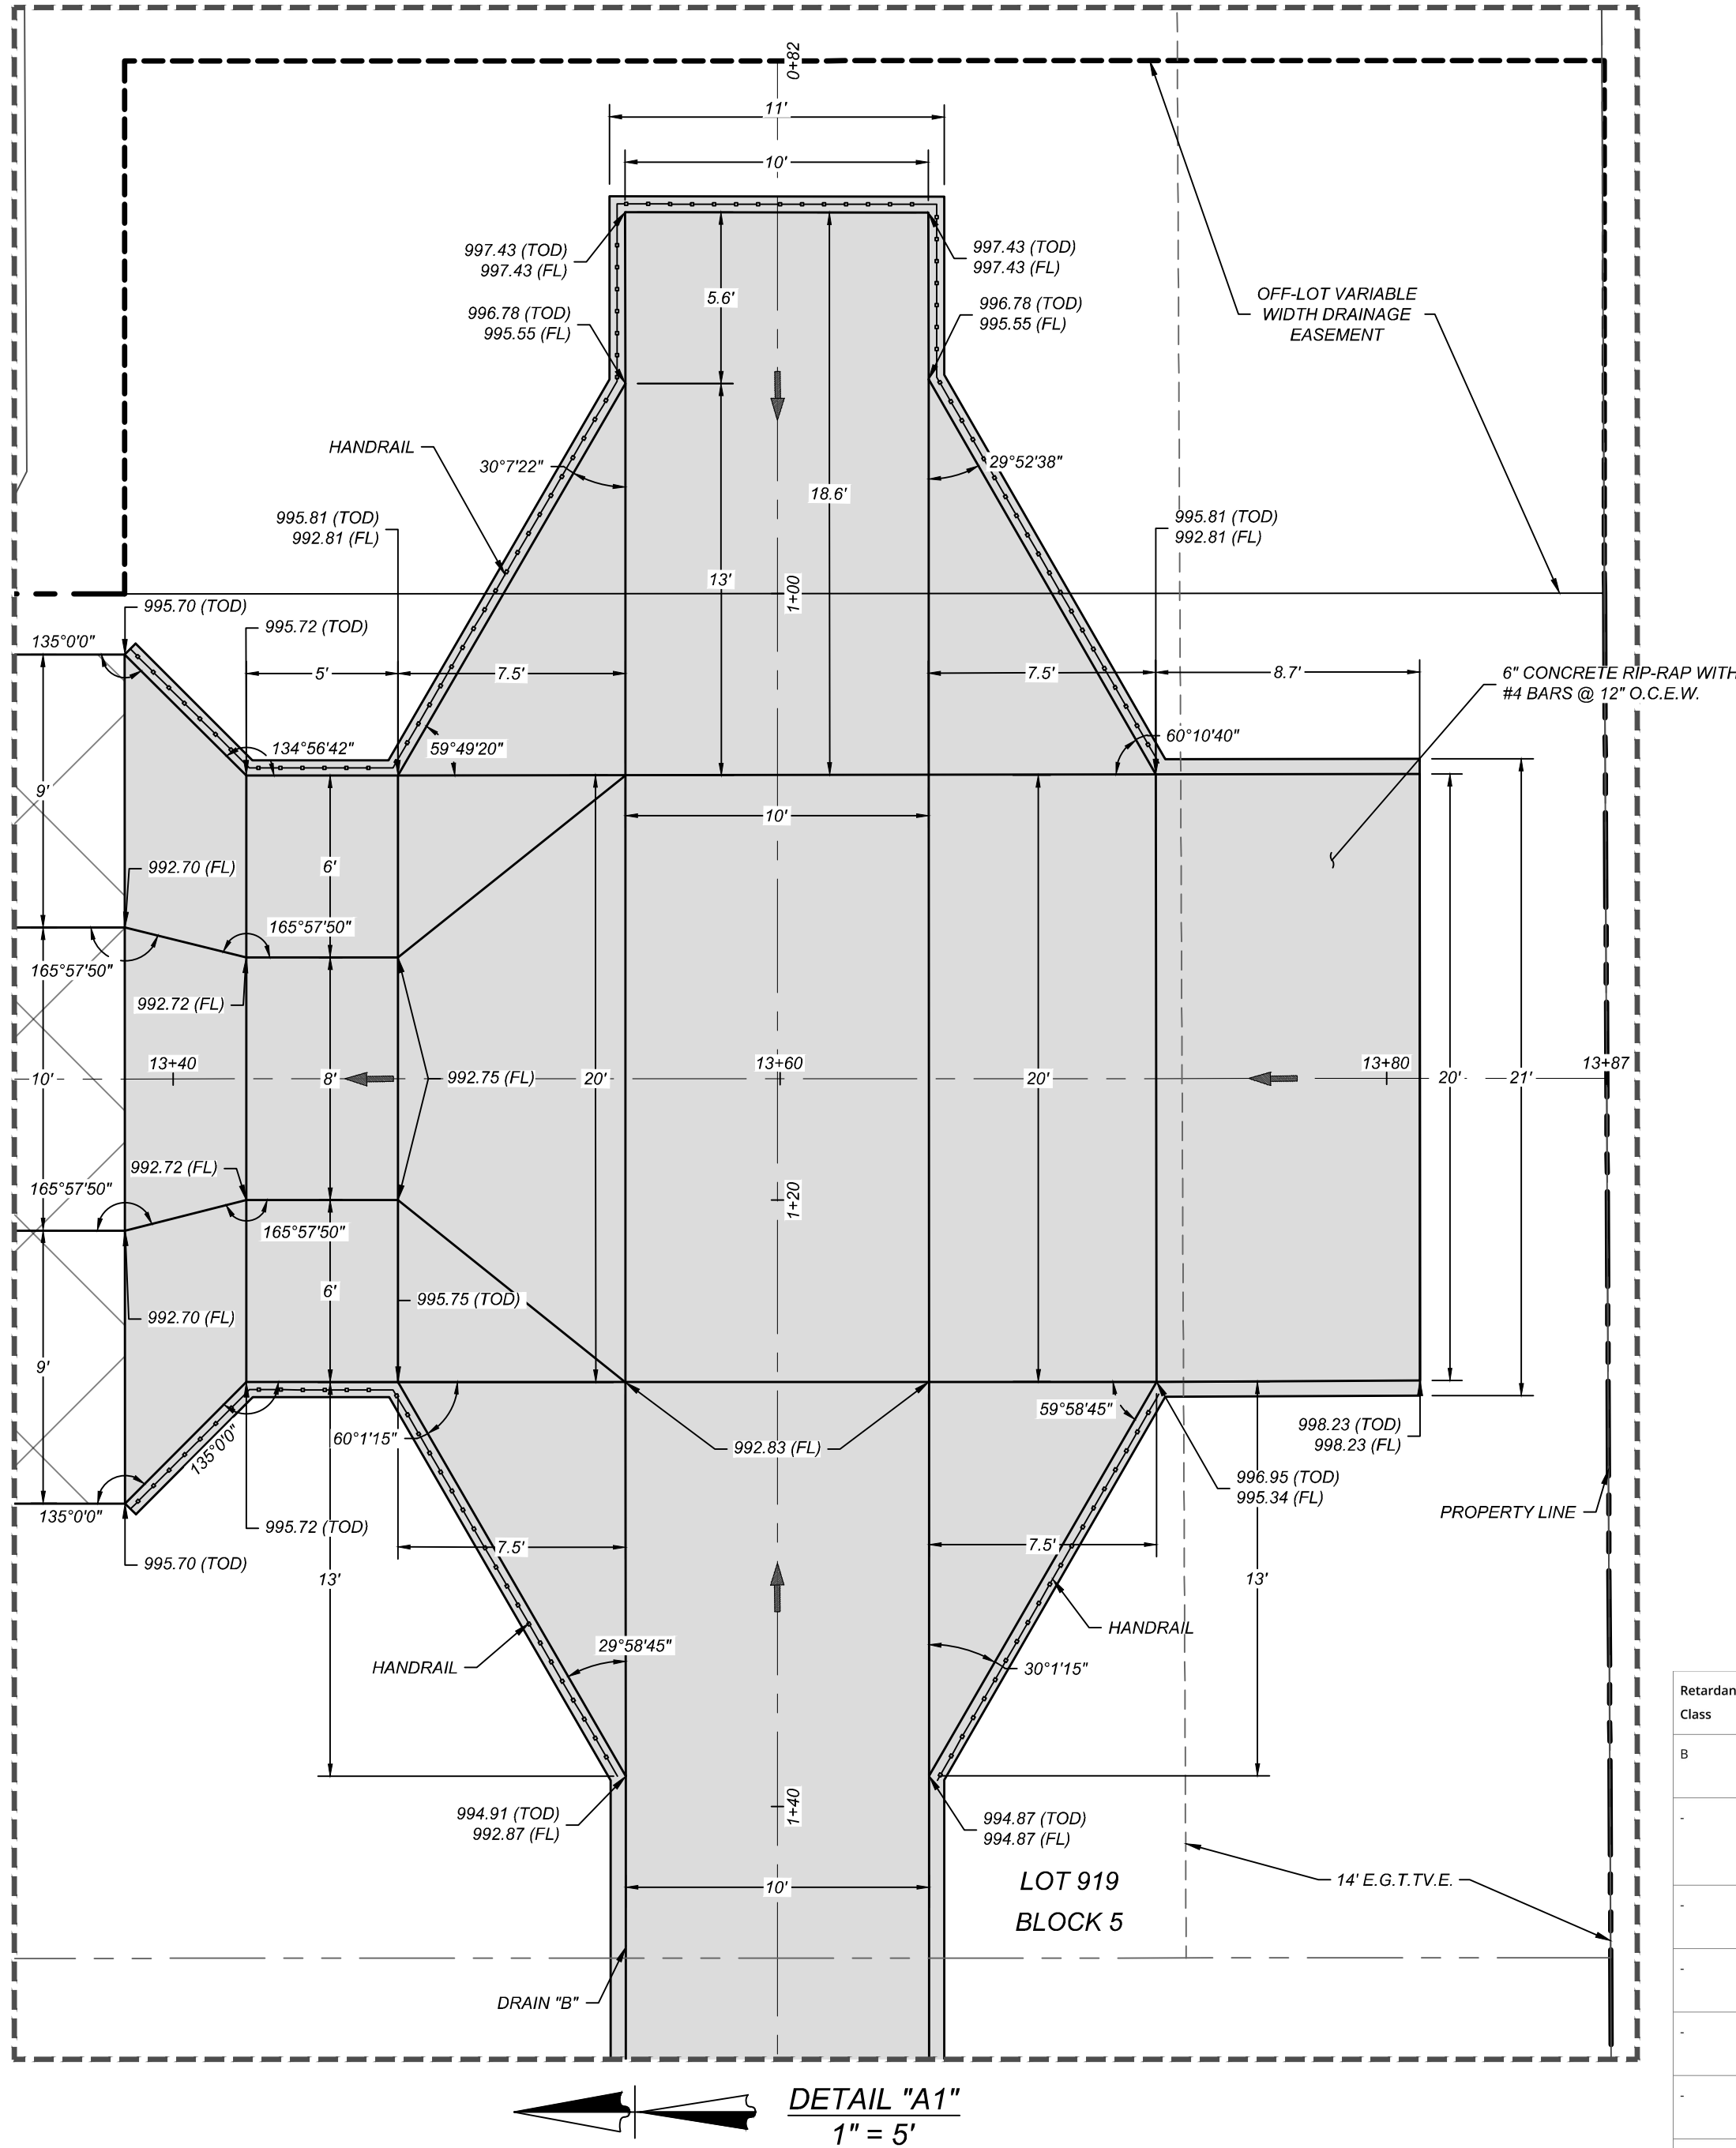 0+82
11'
10'
997.43 (TOD)
997.43 (FL)
997.43 (TOD)
997.43 (FL)
5.6'
996.78 (TOD)
995.55 (FL)
996.78 (TOD)
995.55 (FL)
OFF-LOT VARIABLE
WIDTH DRAINAGE
EASEMENT
HANDRAIL
30°7'22"
29°52'38"
18.6'
995.81 (TOD)
992.81 (FL)
995.81 (TOD)
992.81 (FL)
13'
1+00
995.70 (TOD)
995.72 (TOD)
135°0'0"
5'
7.5'
7.5'
8.7'
6" CONCRETE RIP-RAP WITH
#4 BARS @ 12" O.C.E.W.
134°56'42"
59°49'20"
60°10'40"
9'
10'
6'
992.70 (FL)
165°57'50"
165°57'50"
992.72 (FL)
13+40
13+60
13+80
13+87
10'
8'
992.75 (FL)
20'
20'
20'
21'
992.72 (FL)
165°57'50"
1+20
165°57'50"
6'
995.75 (TOD)
992.70 (FL)
9'
135°0'0"
60°1'15"
59°58'45"
992.83 (FL)
998.23 (TOD)
998.23 (FL)
996.95 (TOD)
995.34 (FL)
PROPERTY LINE
135°0'0"
995.72 (TOD)
995.70 (TOD)
7.5'
7.5'
13'
13'
HANDRAIL
29°58'45"
HANDRAIL
30°1'15"
Retardan
Class
B
-
-
-
-
-
994.91 (TOD)
992.87 (FL)
1+40
994.87 (TOD)
994.87 (FL)
10'
LOT 919
BLOCK 5
14' E.G.T.TV.E.
DRAIN "B"
DETAIL "A1"
1" = 5'